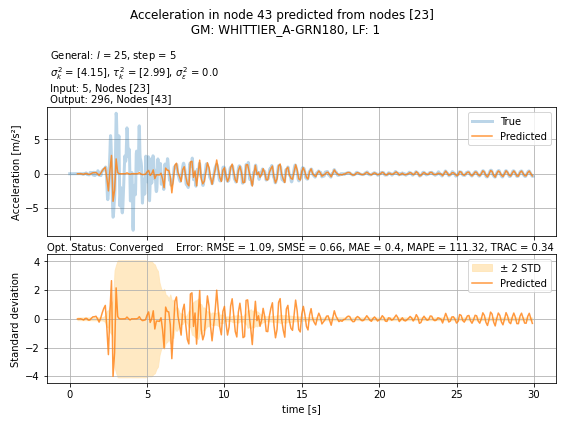 Acceleration in node 43 predicted from nodes [23]
GM: WHITTIER_A-GRN180, LF: 1
General: l = 25, step = 5
σ²ₖ = [4.15], τ²ₖ = [2.99], σ²_ε = 0.0
Input: 5, Nodes [23]
Output: 296, Nodes [43]
Acceleration [m/s²]
5
0
−5
True
Predicted
Opt. Status: Converged Error: RMSE = 1.09, SMSE = 0.66, MAE = 0.4, MAPE = 111.32, TRAC = 0.34
Standard deviation
4
2
0
−2
−4
± 2 STD
Predicted
0 5 10 15 20 25 30
time [s]